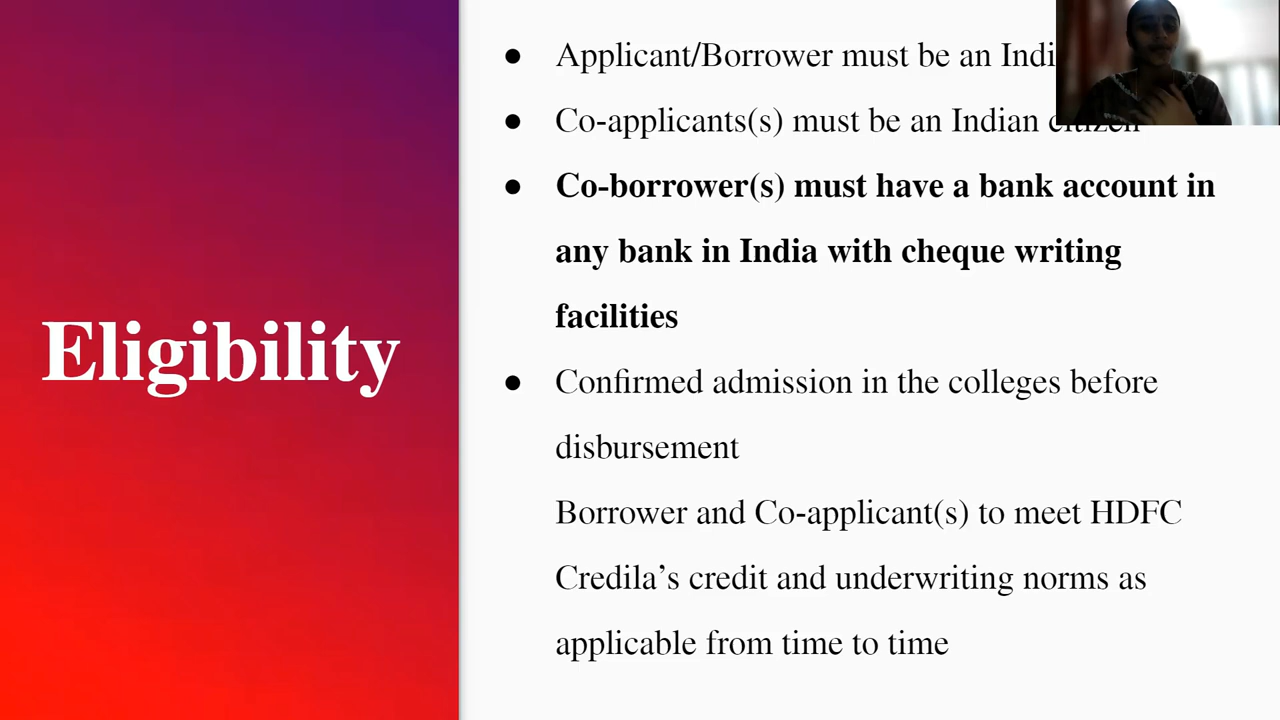 Eligibility
● Applicant/Borrower must be an
● Co-applicants(s) must be an Indian citizen
● Co-borrower(s) must have a bank account in
any bank in India with cheque writing
facilities
● Confirmed admission in the colleges before
disbursement
Borrower and Co-applicant(s) to meet HDFC
Credila’s credit and underwriting norms as
applicable from time to time